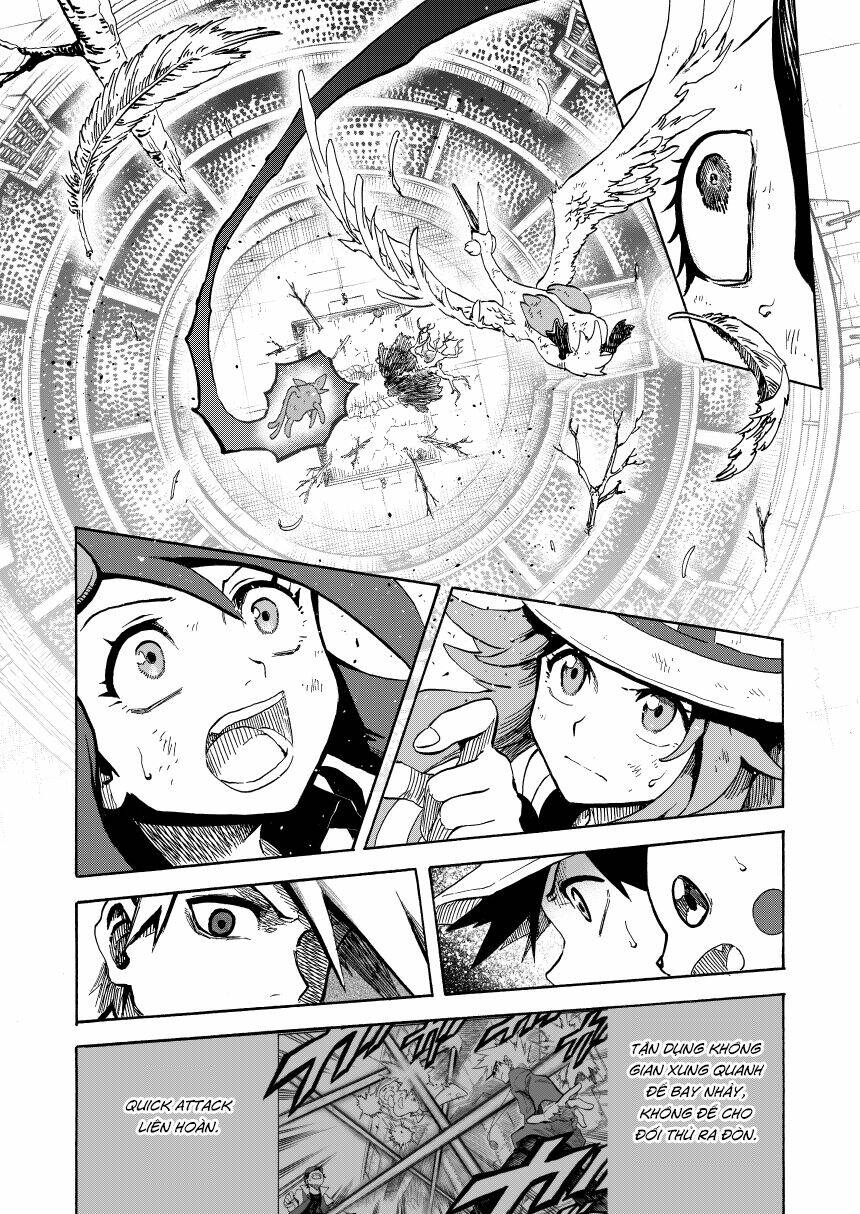 TẬN DỤNG KHÔNG
GIAN XUNG QUANH
ĐỂ BAY NHẢY,
KHÔNG ĐỂ CHO
ĐỐI THỦ RA ĐÒN.
QUICK ATTACK
LIÊN HOÀN.